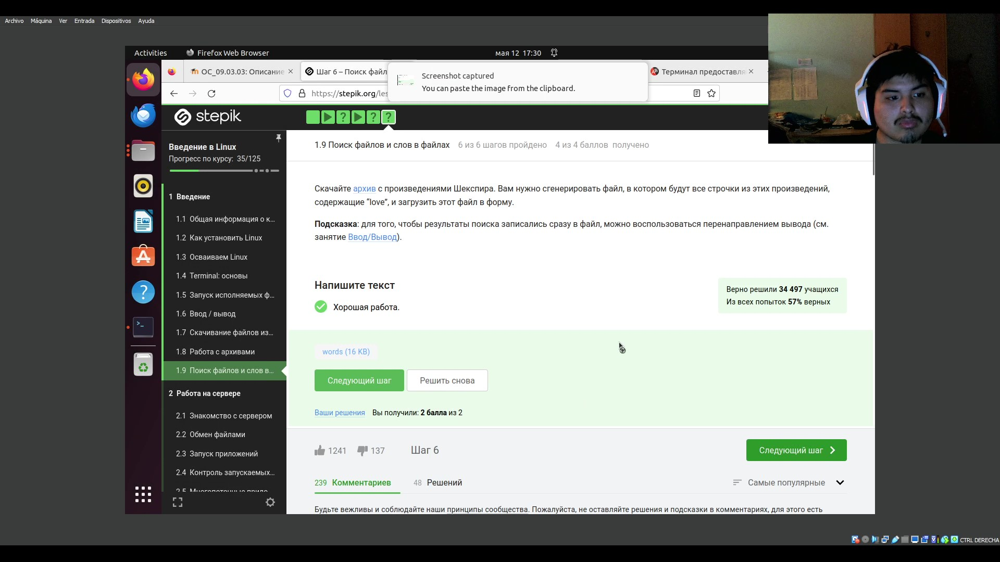 Archivo Máquina Ver Entrada Dispositivos Ayuda
Activities Firefox Web Browser мая 12 17:30
ОС_09.03.03: Описание Шаг 6 – Поиск файл Терминал предоставля
Screenshot captured
You can paste the image from the clipboard.
https://stepik.org/les
stepik ? ? ?
Введение в Linux
Прогресс по курсу: 35/125
1 Введение
1.1 Общая информация о к...
1.2 Как установить Linux
1.3 Осваиваем Linux
1.4 Terminal: основы
1.5 Запуск исполняемых ф...
1.6 Ввод / вывод
1.7 Скачивание файлов из...
1.8 Работа с архивами
1.9 Поиск файлов и слов в...
2 Работа на сервере
2.1 Знакомство с сервером
2.2 Обмен файлами
2.3 Запуск приложений
2.4 Контроль запускаемых...
2.5 Многопоточные прило...
1.9 Поиск файлов и слов в файлах 6 из 6 шагов пройдено 4 из 4 баллов получено
Скачайте архив с произведениями Шекспира. Вам нужно сгенерировать файл, в котором будут все строчки из этих произведений,
содержащие “love”, и загрузить этот файл в форму.
Подсказка: для того, чтобы результаты поиска записались сразу в файл, можно воспользоваться перенаправлением вывода (см.
занятие Ввод/Вывод).
Напишите текст
Хорошая работа.
Верно решили 34 497 учащихся
Из всех попыток 57% верных
words (16 KB)
Следующий шаг Решить снова
Ваши решения Вы получили: 2 балла из 2
1241 137 Шаг 6 Следующий шаг
239 Комментариев 48 Решений Самые популярные
Будьте вежливы и соблюдайте наши принципы сообщества. Пожалуйста, не оставляйте решения и подсказки в комментариях, для этого есть
CTRL DERECHA